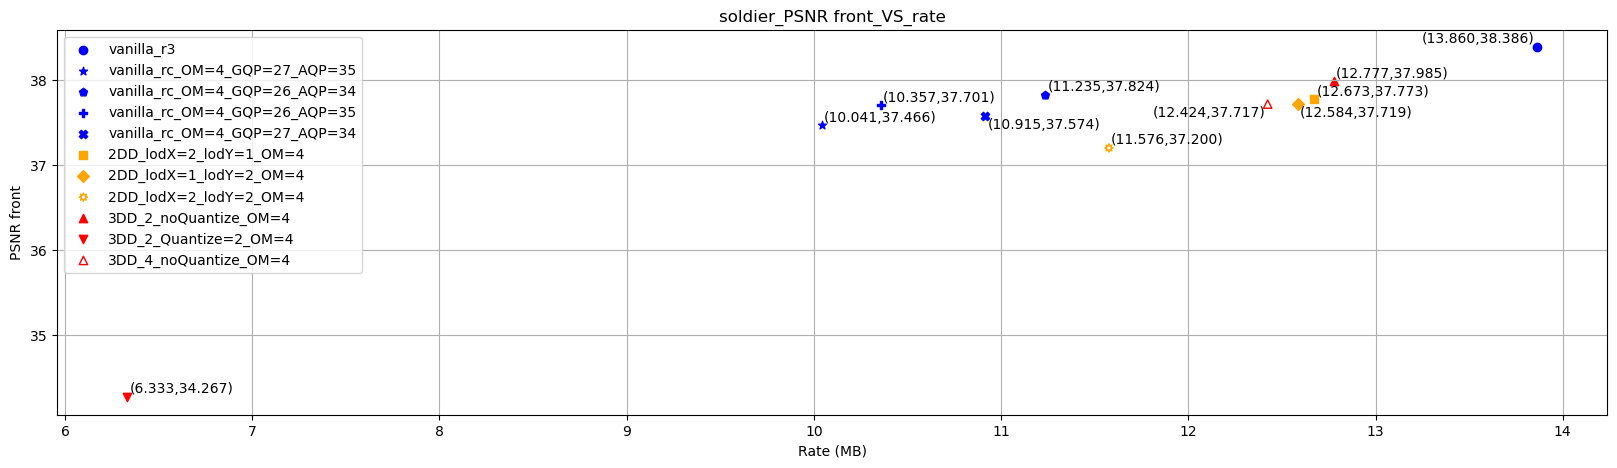 soldier_PSNR front_VS_rate
vanilla_r3
vanilla_rc_OM=4_GQP=27_AQP=35
vanilla_rc_OM=4_GQP=26_AQP=34
vanilla_rc_OM=4_GQP=26_AQP=35
vanilla_rc_OM=4_GQP=27_AQP=34
2DD_lodX=2_lodY=1_OM=4
2DD_lodX=1_lodY=2_OM=4
2DD_lodX=2_lodY=2_OM=4
3DD_2_noQuantize_OM=4
3DD_2_Quantize=2_OM=4
3DD_4_noQuantize_OM=4
(13.860,38.386)
(12.777,37.985)
(11.235,37.824)
(12.673,37.773)
(10.357,37.701)
(12.424,37.717)
(12.584,37.719)
(10.041,37.466)
(10.915,37.574)
(11.576,37.200)
(6.333,34.267)
38
37
36
35
PSNR front
6
7
8
9
10
11
12
13
14
Rate (MB)